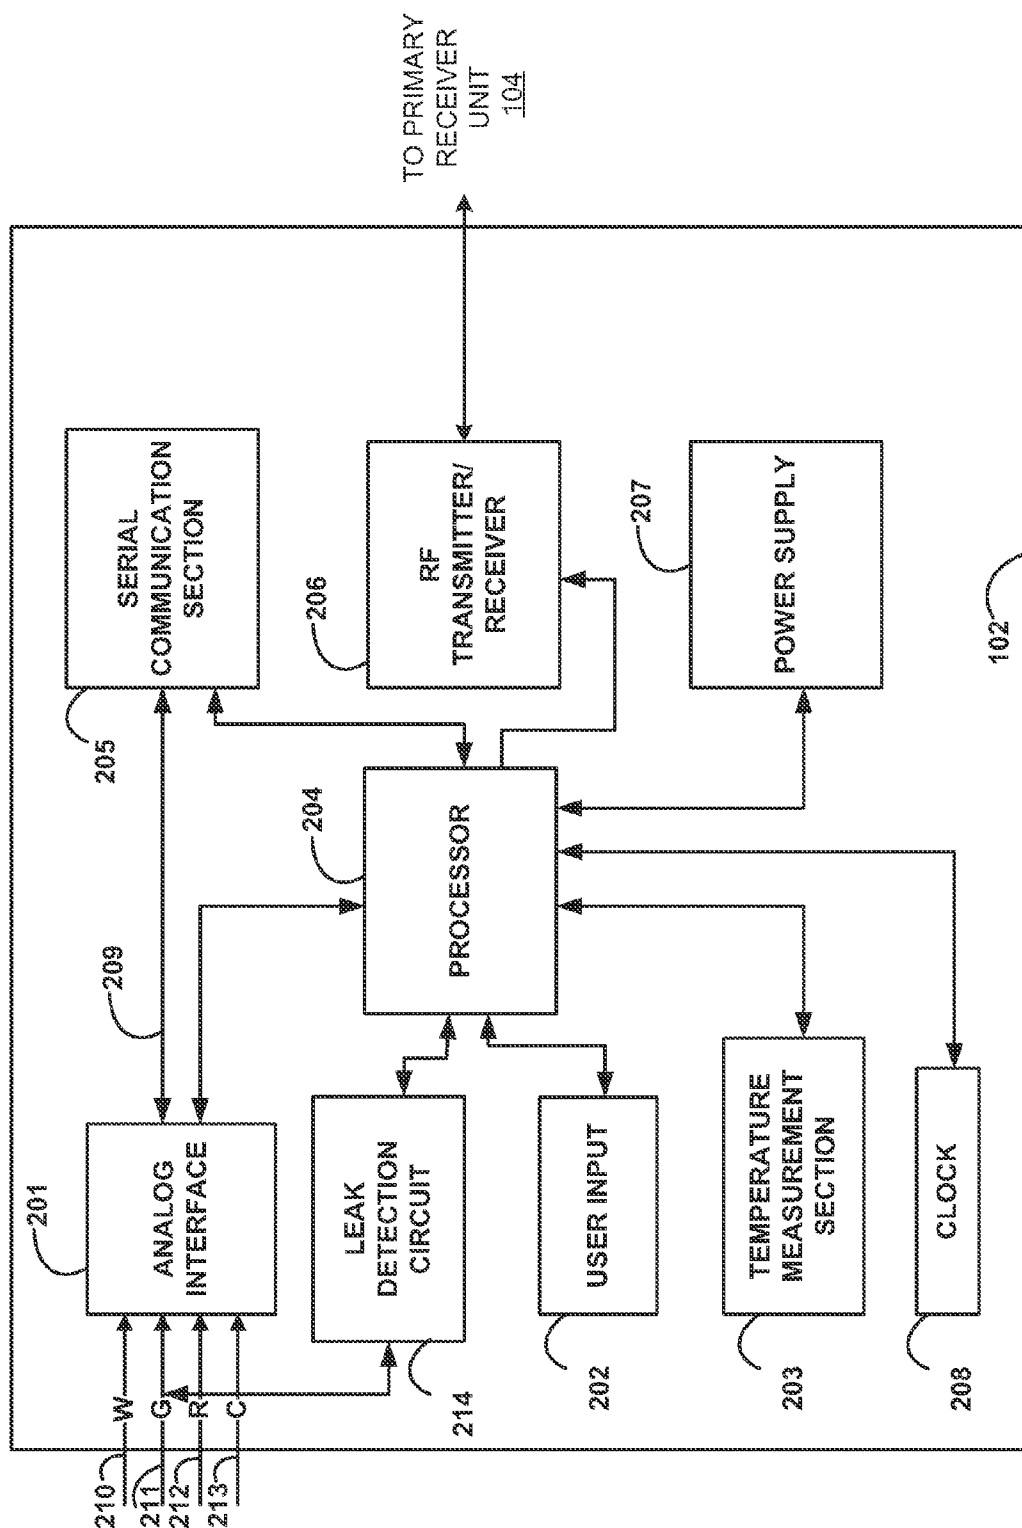 210
W
211
G
212
R
213
C
201
ANALOG
INTERFACE
209
205
SERIAL
COMMUNICATION
SECTION
214
LEAK
DETECTION
CIRCUIT
204
PROCESSOR
206
RF
TRANSMITTER/
RECEIVER
TO PRIMARY
RECEIVER
UNIT
104
202
USER INPUT
203
TEMPERATURE
MEASUREMENT
SECTION
207
POWER SUPPLY
208
CLOCK
102